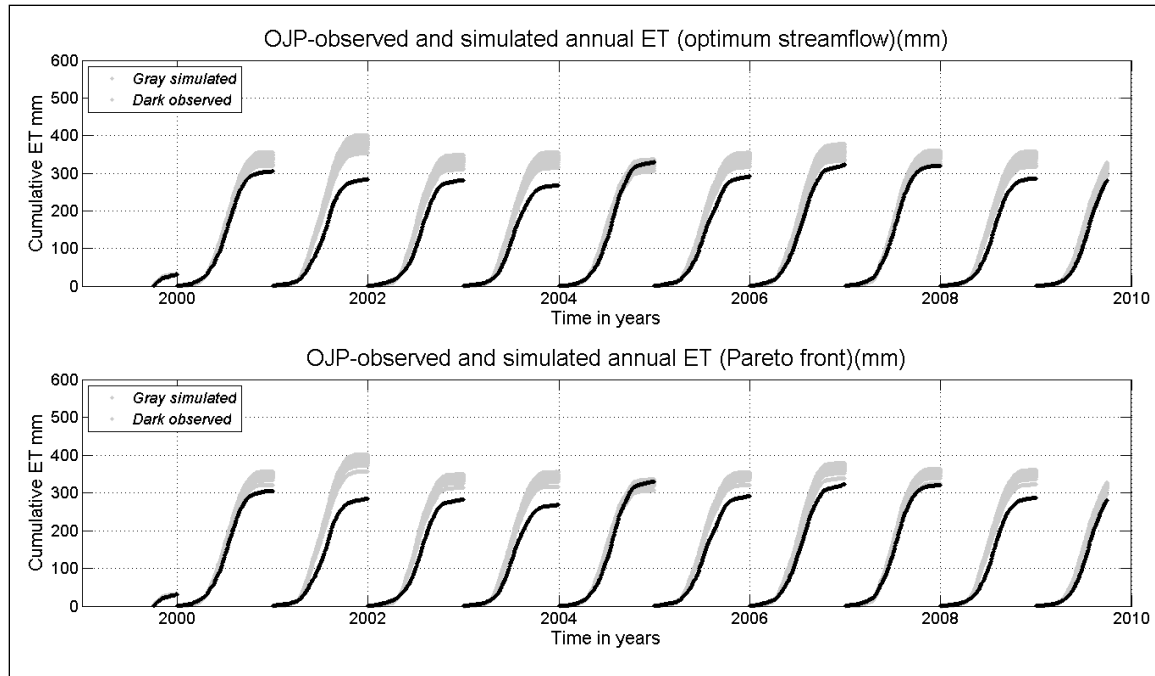 OJP-observed and simulated annual ET (optimum streamflow)(mm)
Cumulative ET mm
600
500
400
300
200
100
0
Gray simulated
Dark observed
2000
2002
2004
2006
2008
2010
Time in years
OJP-observed and simulated annual ET (Pareto front)(mm)
Cumulative ET mm
600
500
400
300
200
100
0
Gray simulated
Dark observed
2000
2002
2004
2006
2008
2010
Time in years